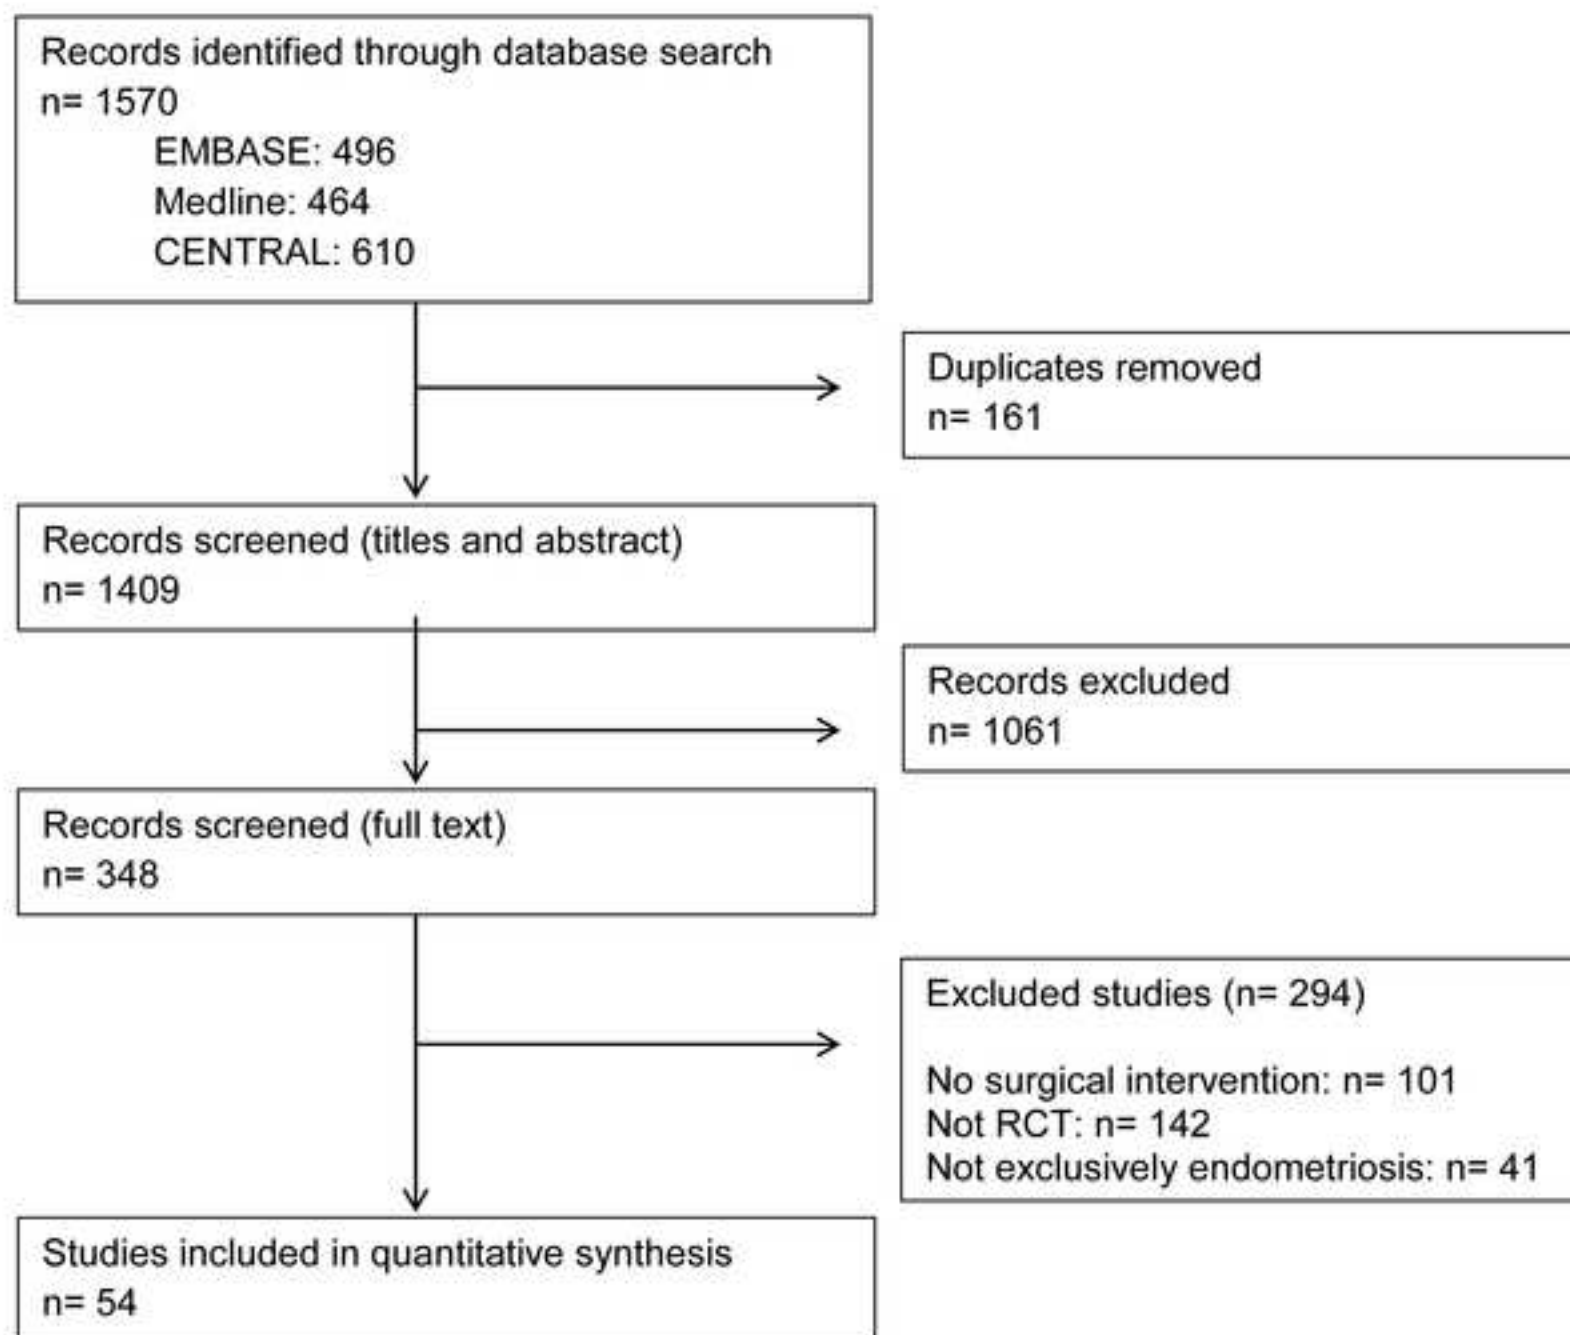 Records identified through database search
n= 1570
EMBASE: 496
Medline: 464
CENTRAL: 610
Duplicates removed
n= 161
Records screened (titles and abstract)
n= 1409
Records excluded
n= 1061
Records screened (full text)
n= 348
Excluded studies (n= 294)
No surgical intervention: n= 101
Not RCT: n= 142
Not exclusively endometriosis: n= 41
Studies included in quantitative synthesis
n= 54